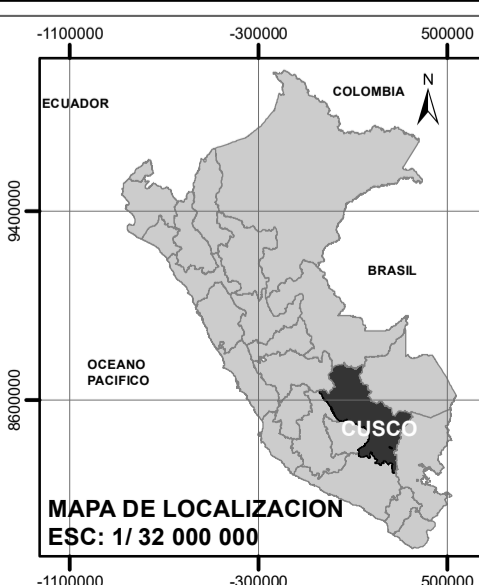 -1100000 -300000 500000
ECUADOR
COLOMBIA
N
9400000
BRASIL
OCEANO
PACIFICO
8600000
CUSCO
MAPA DE LOCALIZACION
ESC: 1/ 32 000 000
-1100000 -300000 500000